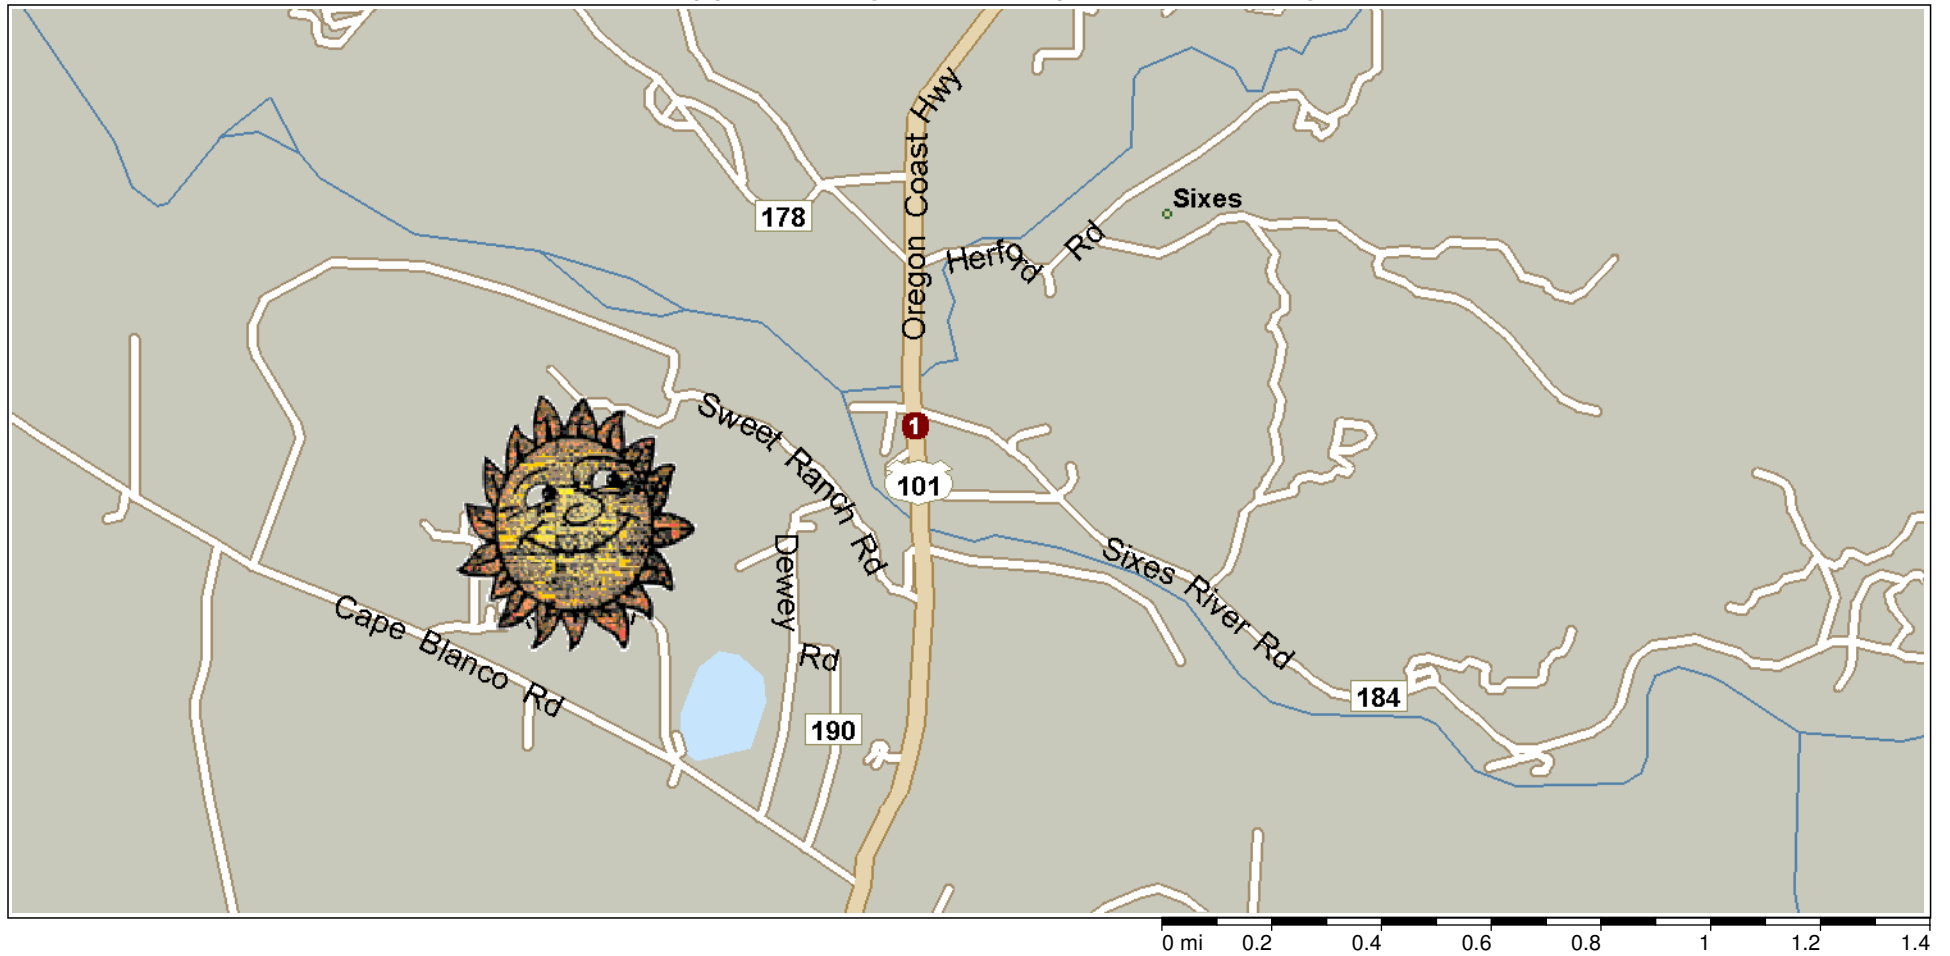 Oregon Coast Hwy
Sixes
178
Herford Rd
Sweet Ranch Rd
1
101
Dewey Rd
Sixes River Rd
Cape Blanco Rd
184
190
0 mi 0.2 0.4 0.6 0.8 1 1.2 1.4